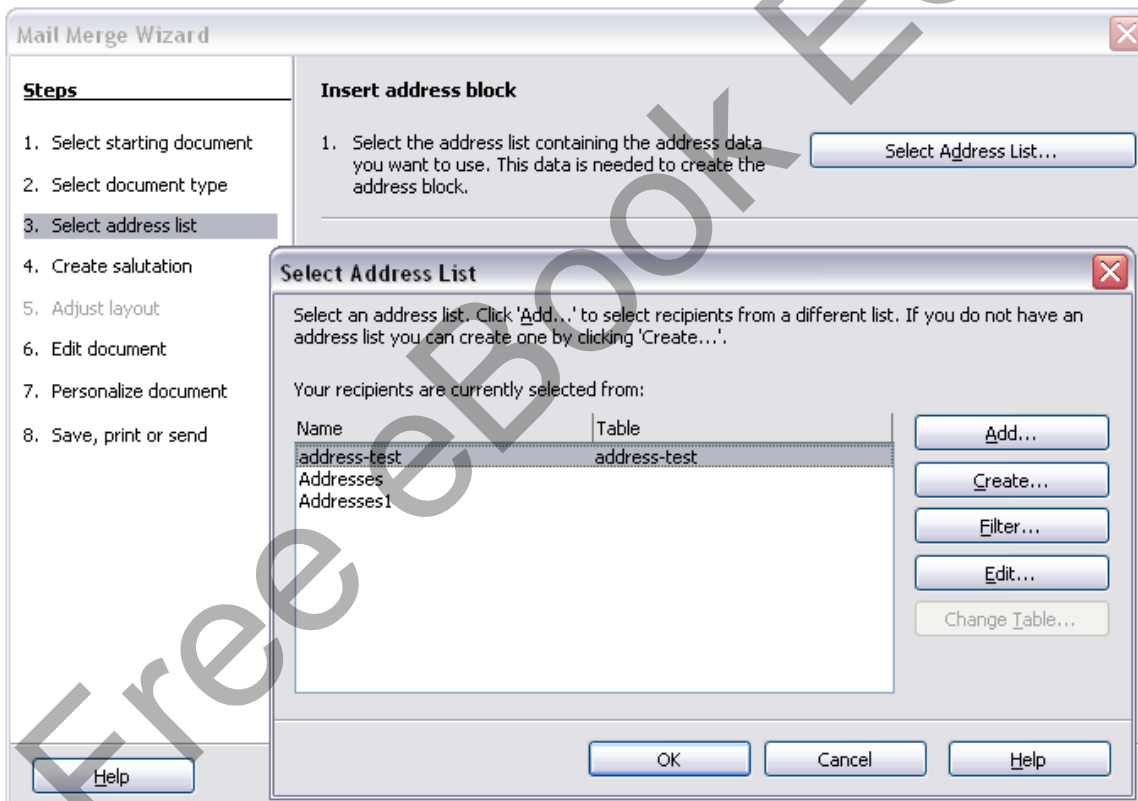 Mail Merge Wizard
Steps
1. Select starting document
2. Select document type
3. Select address list
4. Create salutation
5. Adjust layout
6. Edit document
7. Personalize document
8. Save, print or send
Help
Insert address block
1. Select the address list containing the address data
you want to use. This data is needed to create the
address block.
Select Address List...
Select Address List
Select an address list. Click 'Add...' to select recipients from a different list. If you do not have an
address list you can create one by clicking 'Create...'.
Your recipients are currently selected from:
Name Table
address-test address-test
Addresses
Addresses1
Add...
Create...
Filter...
Edit...
Change Table...
OK Cancel Help
Free eBook E